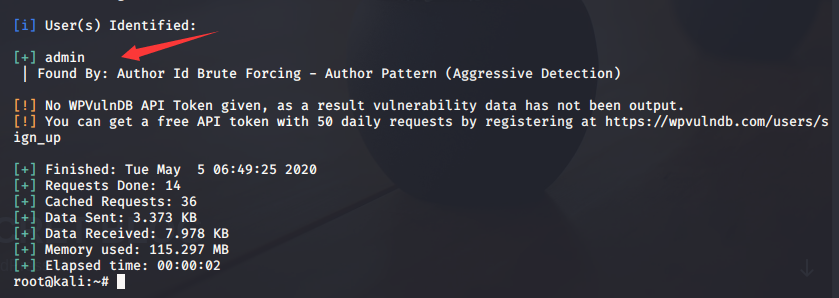 [i] User(s) Identified:
[+] admin
| Found By: Author Id Brute Forcing - Author Pattern (Aggressive Detection)
[!] No WPVulnDB API Token given, as a result vulnerability data has not been output.
[!] You can get a free API token with 50 daily requests by registering at https://wpvulndb.com/users/s
ign_up
[+] Finished: Tue May  5 06:49:25 2020
[+] Requests Done: 14
[+] Cached Requests: 36
[+] Data Sent: 3.373 KB
[+] Data Received: 7.978 KB
[+] Memory used: 115.297 MB
[+] Elapsed time: 00:00:02
root@kali:~#